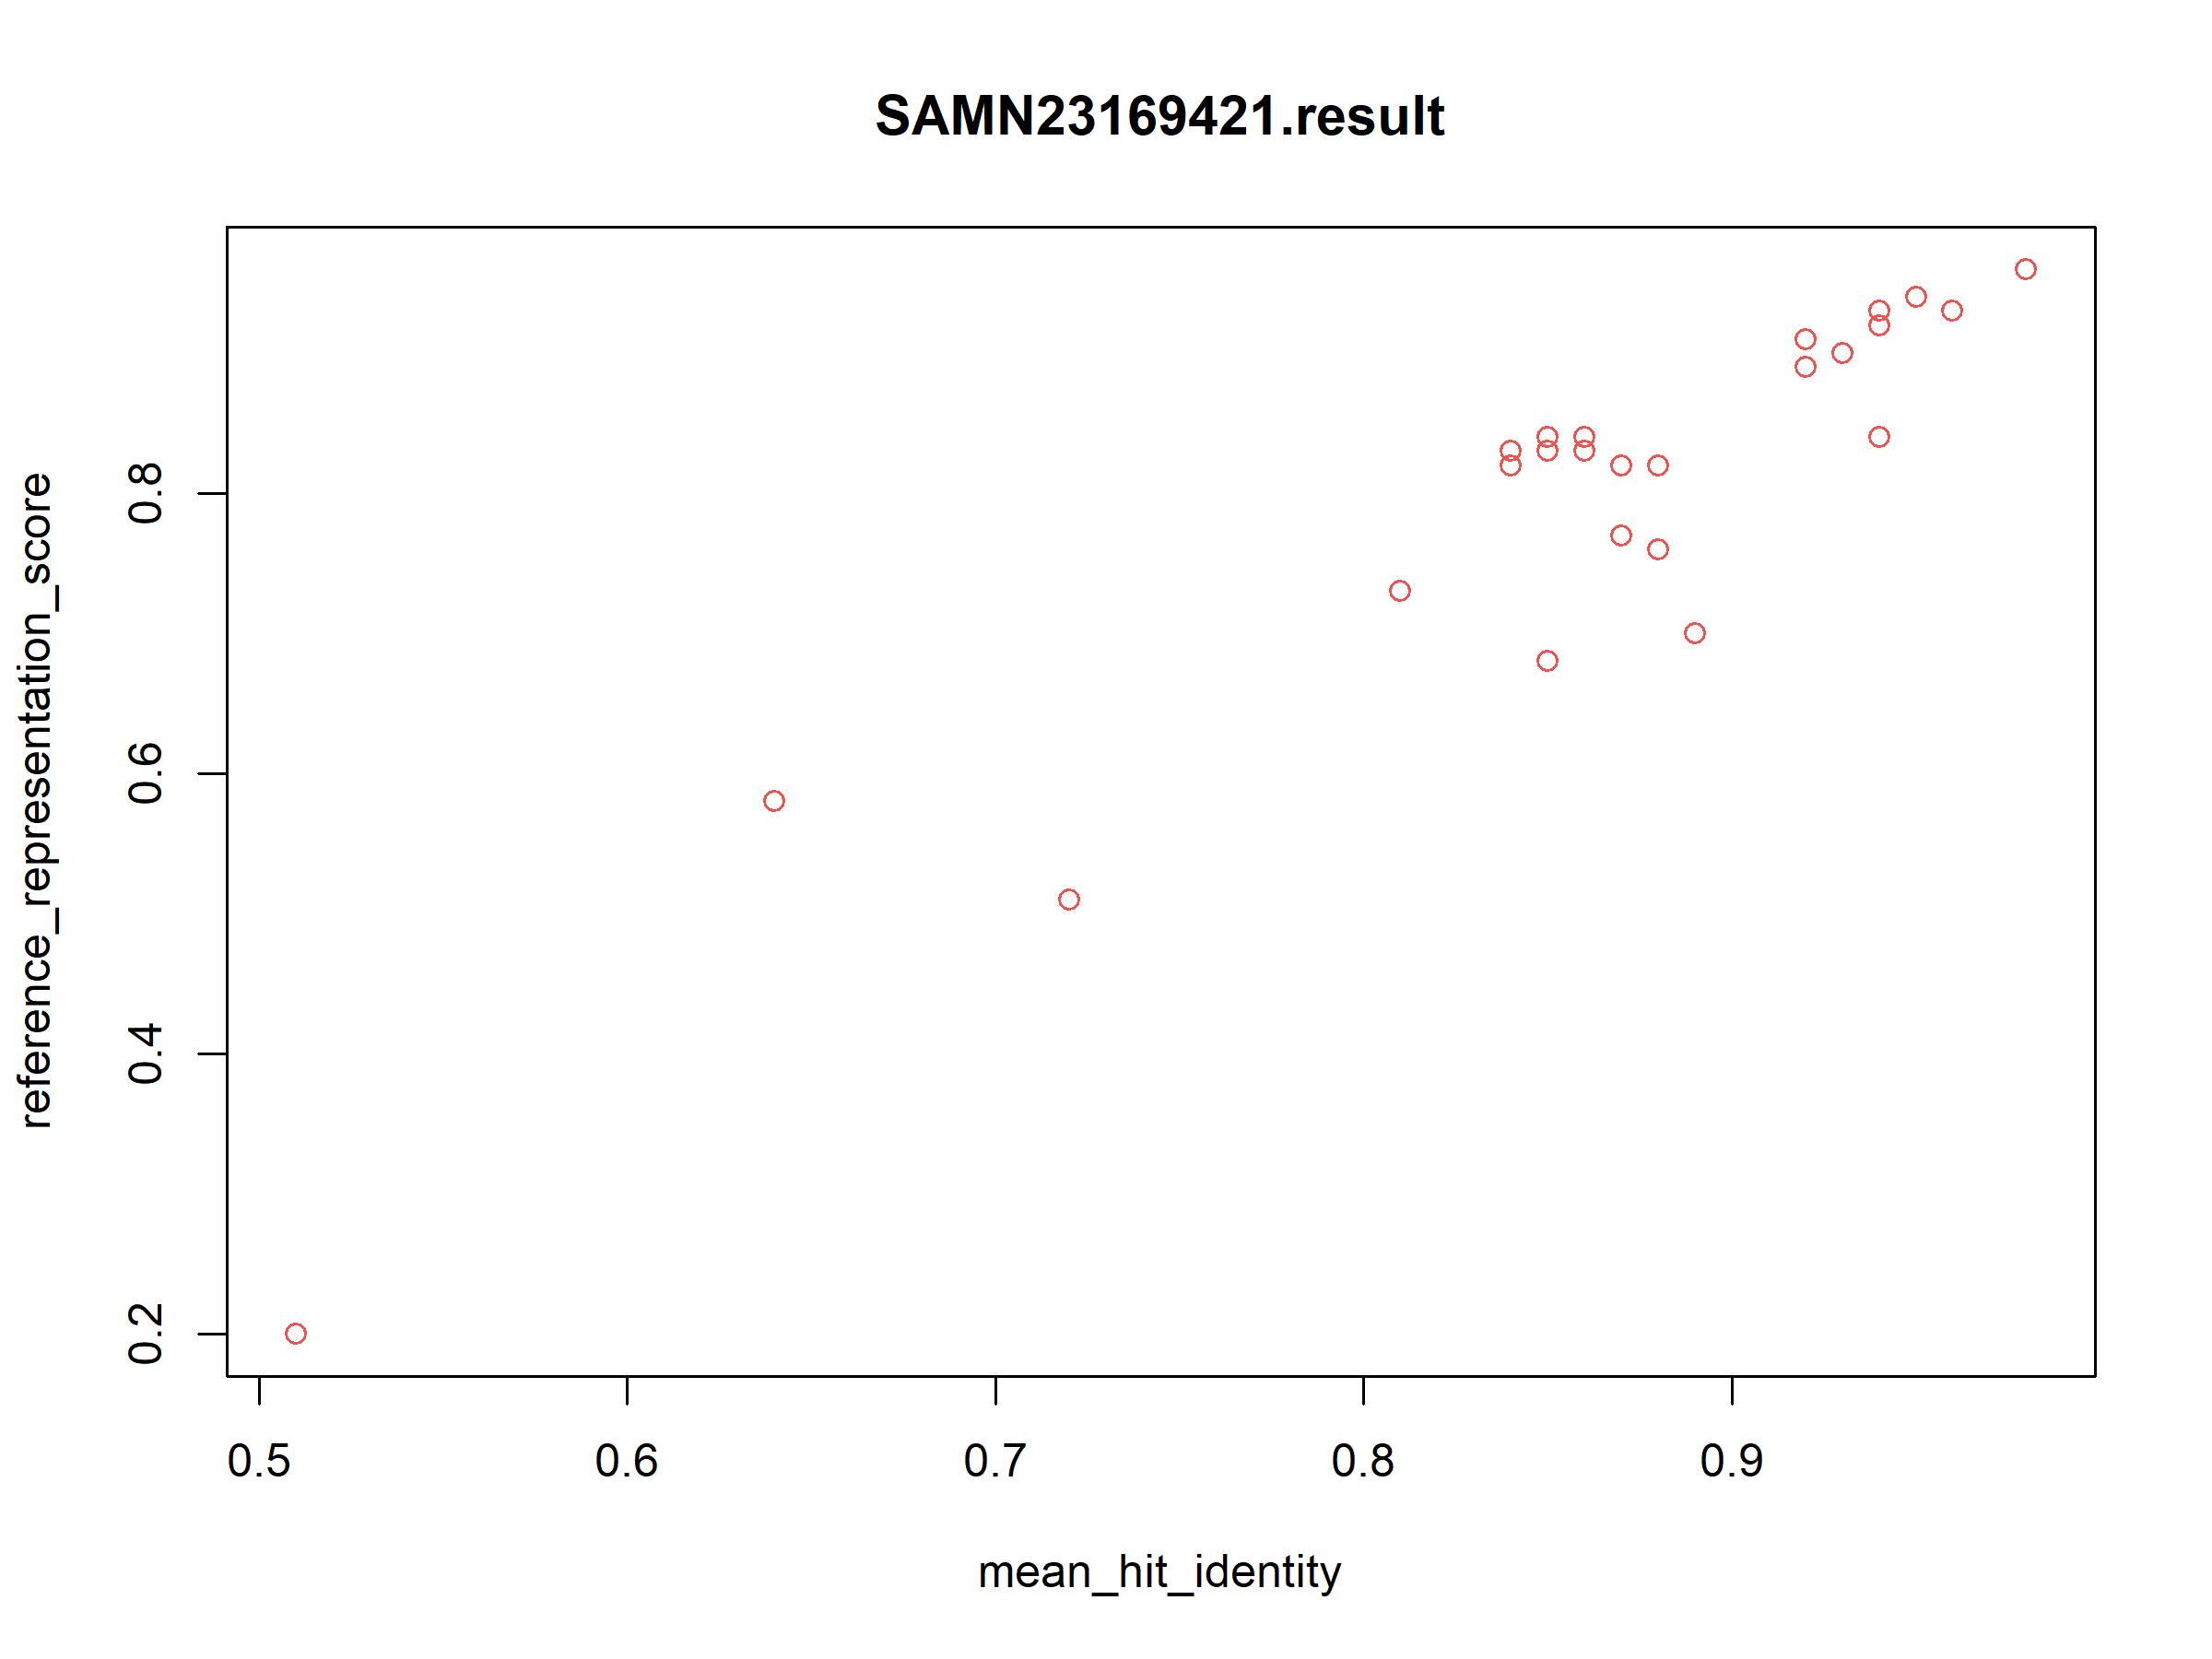 SAMN23169421.result
reference_representation_score
0.8
0.6
0.4
0.2
0.5 0.6 0.7 0.8 0.9
mean_hit_identity